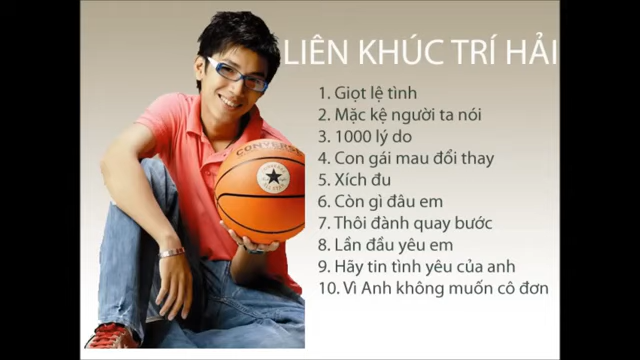 LIÊN KHÚC TRÍ HẢI
1. Giọt lệ tình
2. Mặc kệ người ta nói
3. 1000 lý do
4. Con gái mau đổi thay
5. Xích đu
6. Còn gì đâu em
7. Thôi đành quay bước
8. Lần đầu yêu em
9. Hãy tin tình yêu của anh
10. Vì Anh không muốn cô đơn
CONVERSE